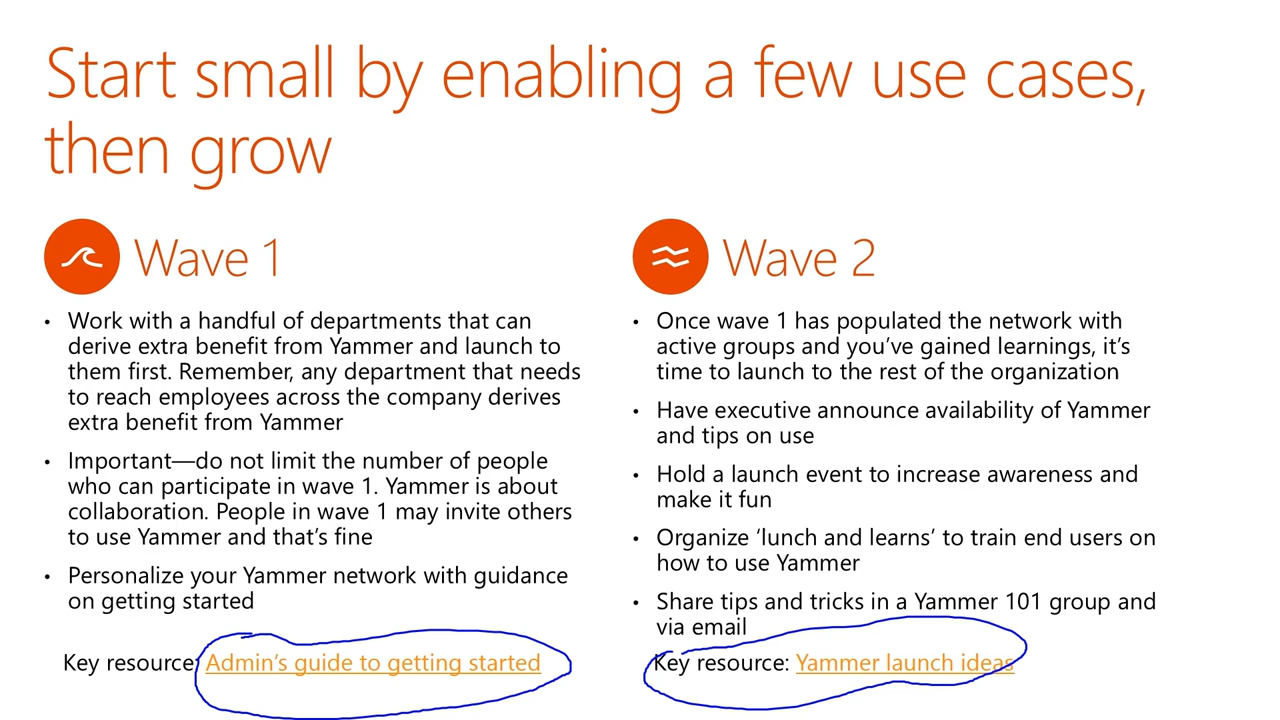 Start small by enabling a few use cases,
then grow
Wave 1
• Work with a handful of departments that can
derive extra benefit from Yammer and launch to
them first. Remember, any department that needs
to reach employees across the company derives
extra benefit from Yammer
• Important—do not limit the number of people
who can participate in wave 1. Yammer is about
collaboration. People in wave 1 may invite others
to use Yammer and that’s fine
• Personalize your Yammer network with guidance
on getting started
Key resource: Admin’s guide to getting started
Wave 2
• Once wave 1 has populated the network with
active groups and you’ve gained learnings, it’s
time to launch to the rest of the organization
• Have executive announce availability of Yammer
and tips on use
• Hold a launch event to increase awareness and
make it fun
• Organize ‘lunch and learns’ to train end users on
how to use Yammer
• Share tips and tricks in a Yammer 101 group and
via email
Key resource: Yammer launch ideas